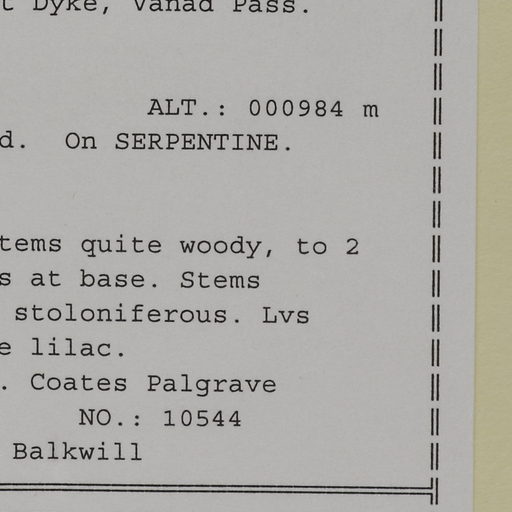 t Dyke, Vanad Pass.
ALT.: 000984 m
d. On SERPENTINE.
tems quite woody, to 2
s at base. Stems
stoloniferous. Lvs
e lilac.
. Coates Palgrave
NO.: 10544
Balkwill